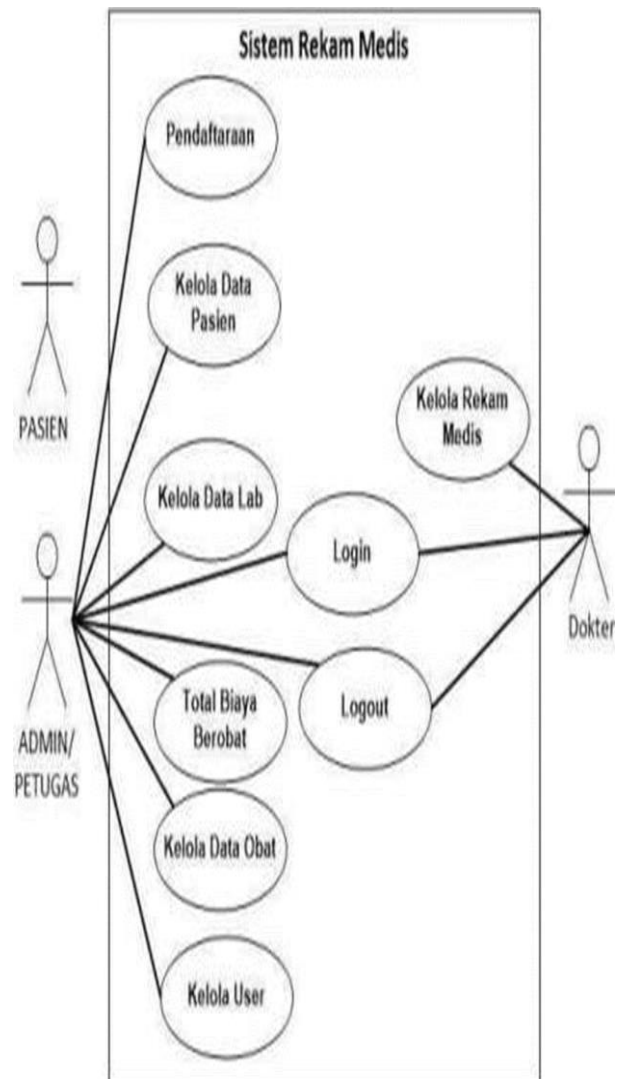 Sistem Rekam Medis
Pendaftaraan
Kelola Data
Pasien
PASIEN
Kelola Rekam
Medis
Kelola Data Lab
Login
Dokter
ADMIN/
PETUGAS
Total Biaya
Berobat
Logout
Kelola Data Obat
Kelola User